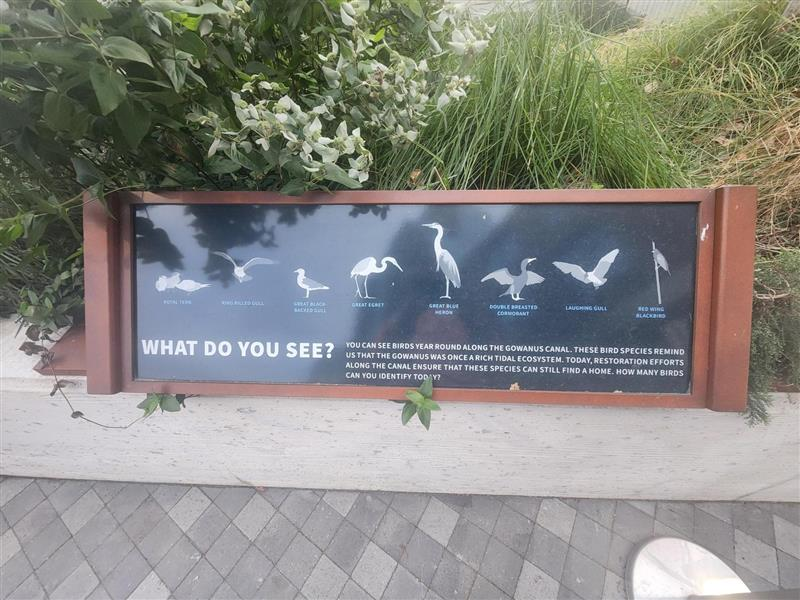 ROYAL TERN
RING BILLED GULL
GREAT BLACK-
BACKED GULL
GREAT EGRET
GREAT BLUE
HERON
DOUBLE BREASTED
CORMORANT
LAUGHING GULL
RED WING
BLACKBIRD
WHAT DO YOU SEE?
YOU CAN SEE BIRDS YEAR ROUND ALONG THE GOWANUS CANAL. THESE BIRD SPECIES REMIND
US THAT THE GOWANUS WAS ONCE A RICH TIDAL ECOSYSTEM. TODAY, RESTORATION EFFORTS
ALONG THE CANAL ENSURE THAT THESE SPECIES CAN STILL FIND A HOME. HOW MANY BIRDS
CAN YOU IDENTIFY TODAY?